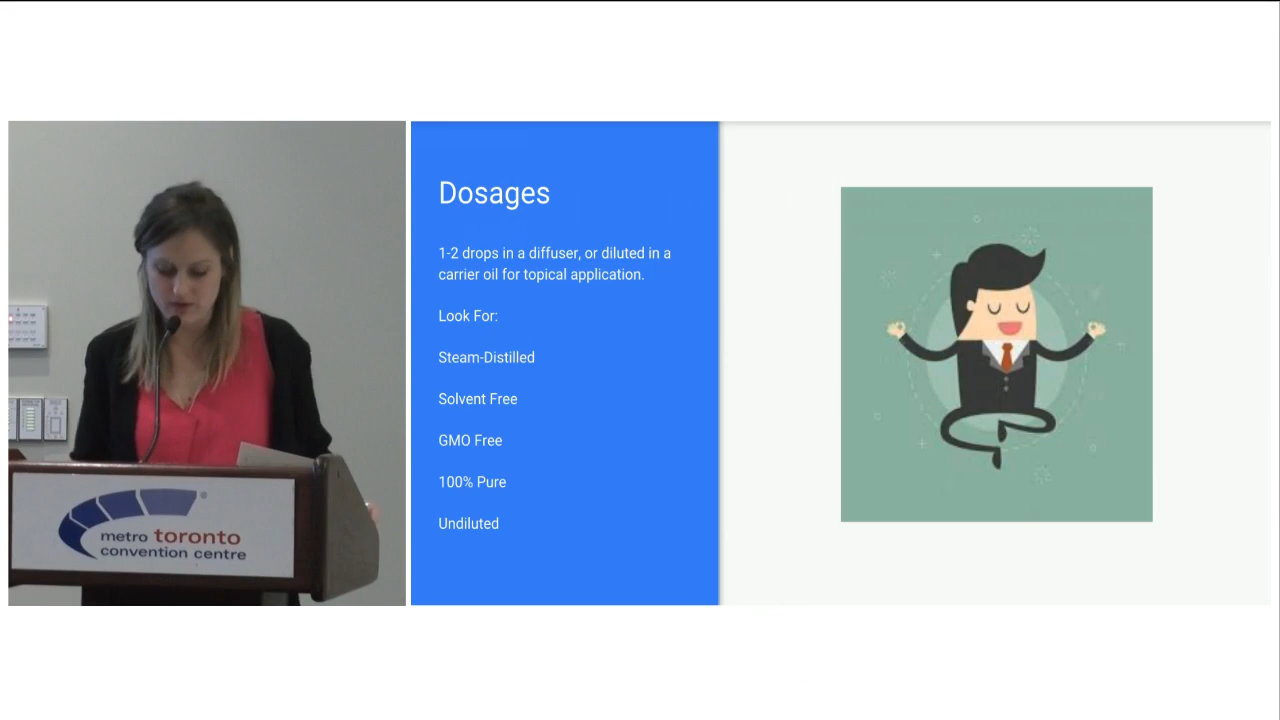 Dosages
1-2 drops in a diffuser, or diluted in a
carrier oil for topical application.
Look For:
Steam-Distilled
Solvent Free
GMO Free
100% Pure
Undiluted
®
metro toronto
convention centre